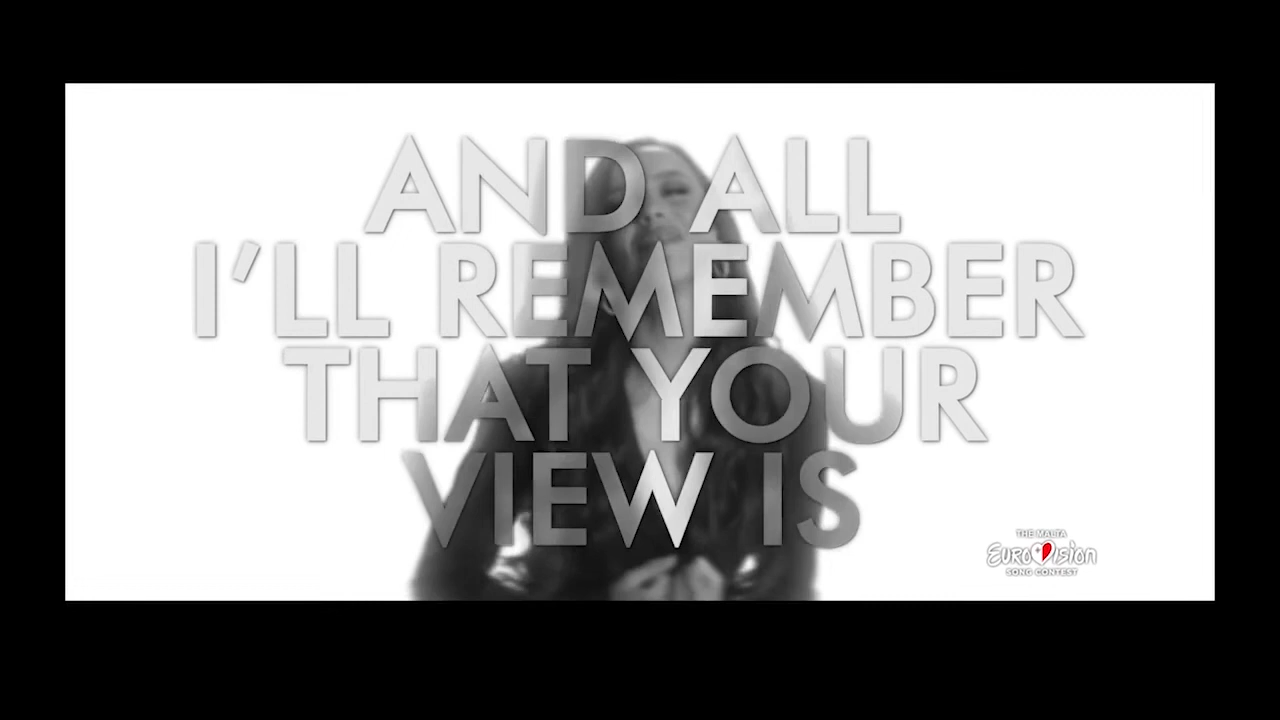 AND ALL
I'LL REMEMBER
THAT YOUR
VIEW IS
THE MALTA
EUROVISION
SONG CONTEST